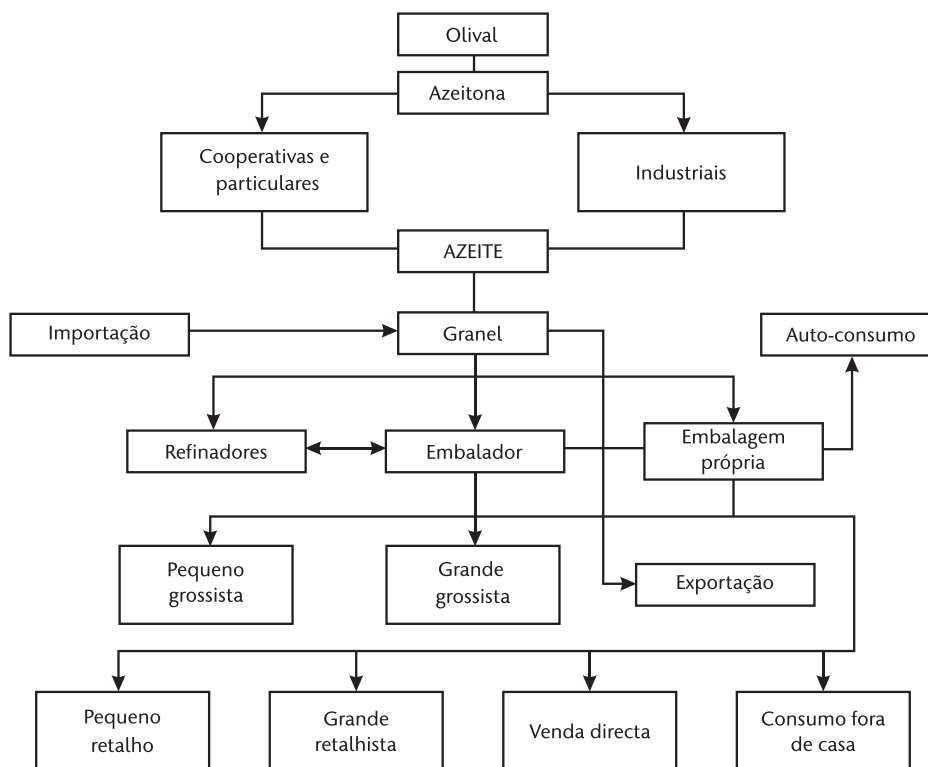 Olival
Azeitona
Cooperativas e
particulares
Industriais
AZEITE
Importação
Granel
Auto-consumo
Refinadores
Embalador
Embalagem
própria
Pequeno
grossista
Grande
grossista
Exportação
Pequeno
retalho
Grande
retalhista
Venda directa
Consumo fora
de casa